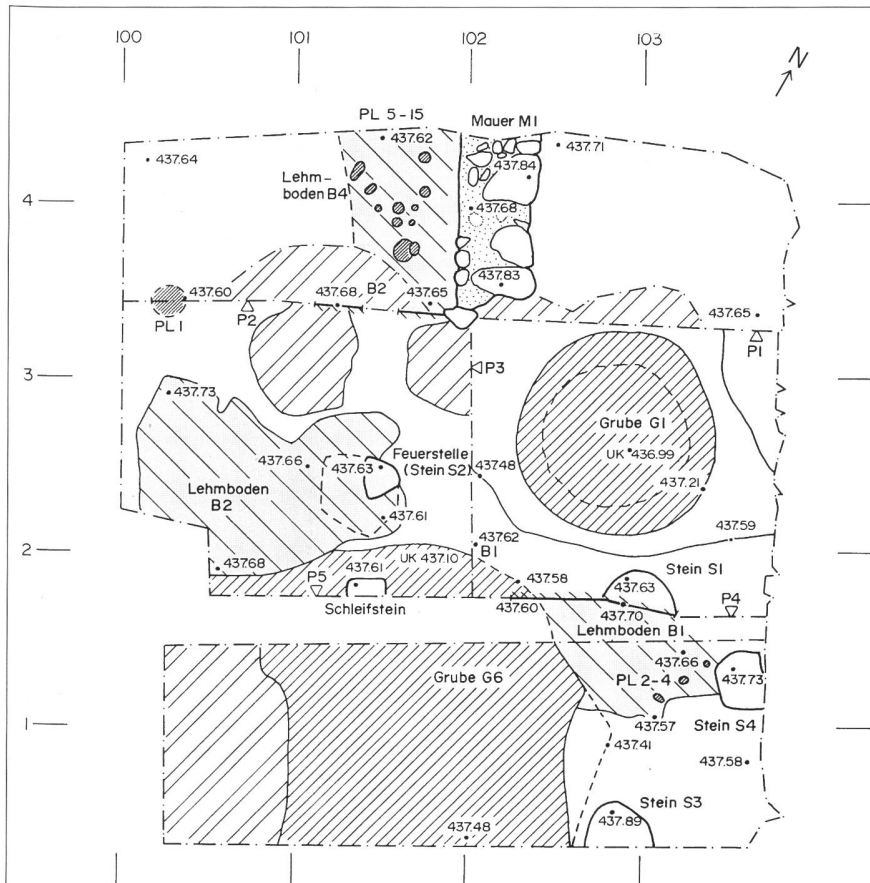 100 101 102 103
N
PL 5-15 Mauer M1
437.62 437.71
437.64 437.84
Lehm-
boden B4
4
437.68
437.83
B2
437.60 437.68 437.65 437.65
PL1 P2 P1
3 P3
437.73
Grube G1
437.66 437.63 Feuerstelle
(Stein S2) 437.48 UK 436.99
Lehmboden
B2
437.61 437.21
437.62 437.59
2 B1
437.68 UK 437.10
P5 437.61 437.58 437.63 Stein S1
Schleifstein 437.60 437.70 P4
Lehmboden B1
437.66
Grube G6 PL 2-4 437.73
1 437.57 Stein S4
437.41
437.58
Stein S3
437.48 437.89